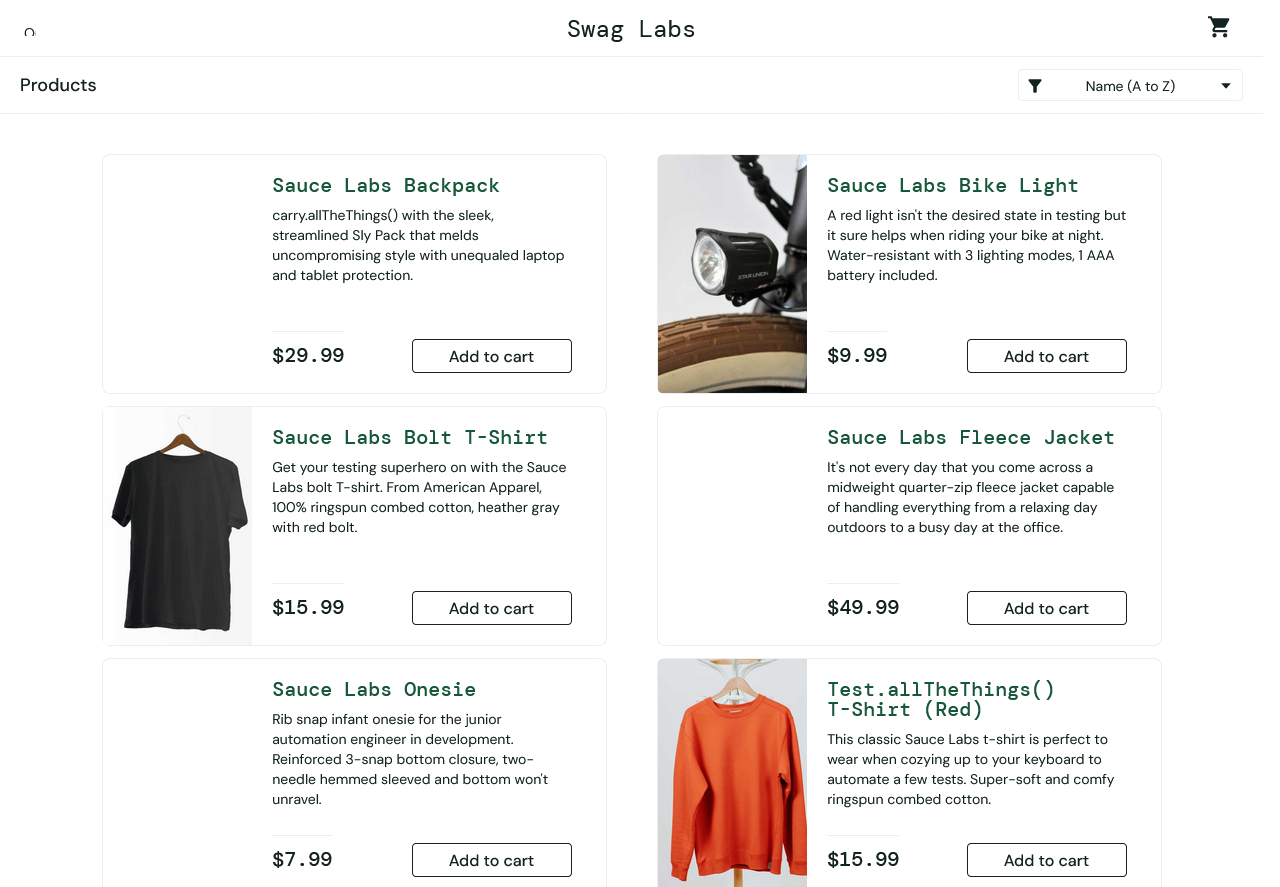 Swag Labs
Products
Name (A to Z)
Sauce Labs Backpack
carry.allTheThings() with the sleek,
streamlined Sly Pack that melds
uncompromising style with unequaled laptop
and tablet protection.
$29.99
Add to cart
Sauce Labs Bike Light
A red light isn't the desired state in testing but
it sure helps when riding your bike at night.
Water-resistant with 3 lighting modes, 1 AAA
battery included.
$9.99
Add to cart
STAR UNION
Sauce Labs Bolt T-Shirt
Get your testing superhero on with the Sauce
Labs bolt T-shirt. From American Apparel,
100% ringspun combed cotton, heather gray
with red bolt.
$15.99
Add to cart
Sauce Labs Fleece Jacket
It's not every day that you come across a
midweight quarter-zip fleece jacket capable
of handling everything from a relaxing day
outdoors to a busy day at the office.
$49.99
Add to cart
Sauce Labs Onesie
Rib snap infant onesie for the junior
automation engineer in development.
Reinforced 3-snap bottom closure, two-
needle hemmed sleeved and bottom won't
unravel.
$7.99
Add to cart
Test.allTheThings()
T-Shirt (Red)
This classic Sauce Labs t-shirt is perfect to
wear when cozying up to your keyboard to
automate a few tests. Super-soft and comfy
ringspun combed cotton.
$15.99
Add to cart